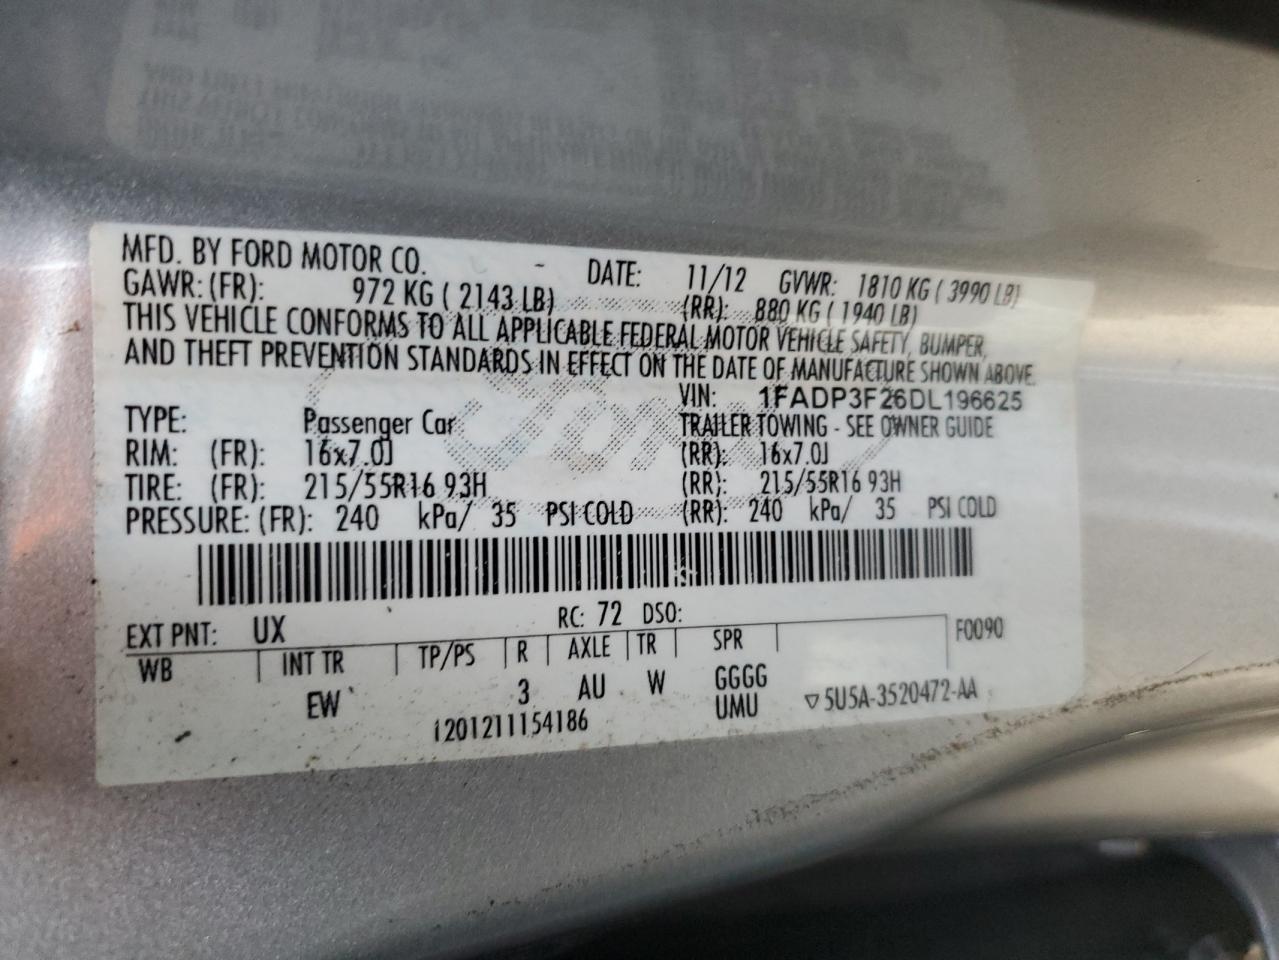 MFD. BY FORD MOTOR CO. - DATE: 11/12 GVWR: 1810 KG ( 3990 LB)
GAWR: (FR): 972 KG ( 2143 LB) (RR): 880 KG ( 1940 LB)
THIS VEHICLE CONFORMS TO ALL APPLICABLE FEDERAL MOTOR VEHICLE SAFETY, BUMPER,
AND THEFT PREVENTION STANDARDS IN EFFECT ON THE DATE OF MANUFACTURE SHOWN ABOVE.
VIN: 1FADP3F26DL196625
TYPE: Passenger Car TRAILER TOWING - SEE OWNER GUIDE
RIM: (FR): 16x7.0J (RR): 16x7.0J
TIRE: (FR): 215/55R16 93H (RR): 215/55R16 93H
PRESSURE: (FR): 240 kPa/ 35 PSI COLD (RR): 240 kPa/ 35 PSI COLD
EXT PNT: UX RC: 72 DSO:
WB INT TR TP/PS R AXLE TR SPR F0090
EW 3 AU W GGGG
UMU ▽5U5A-3520472-AA
1201211154186